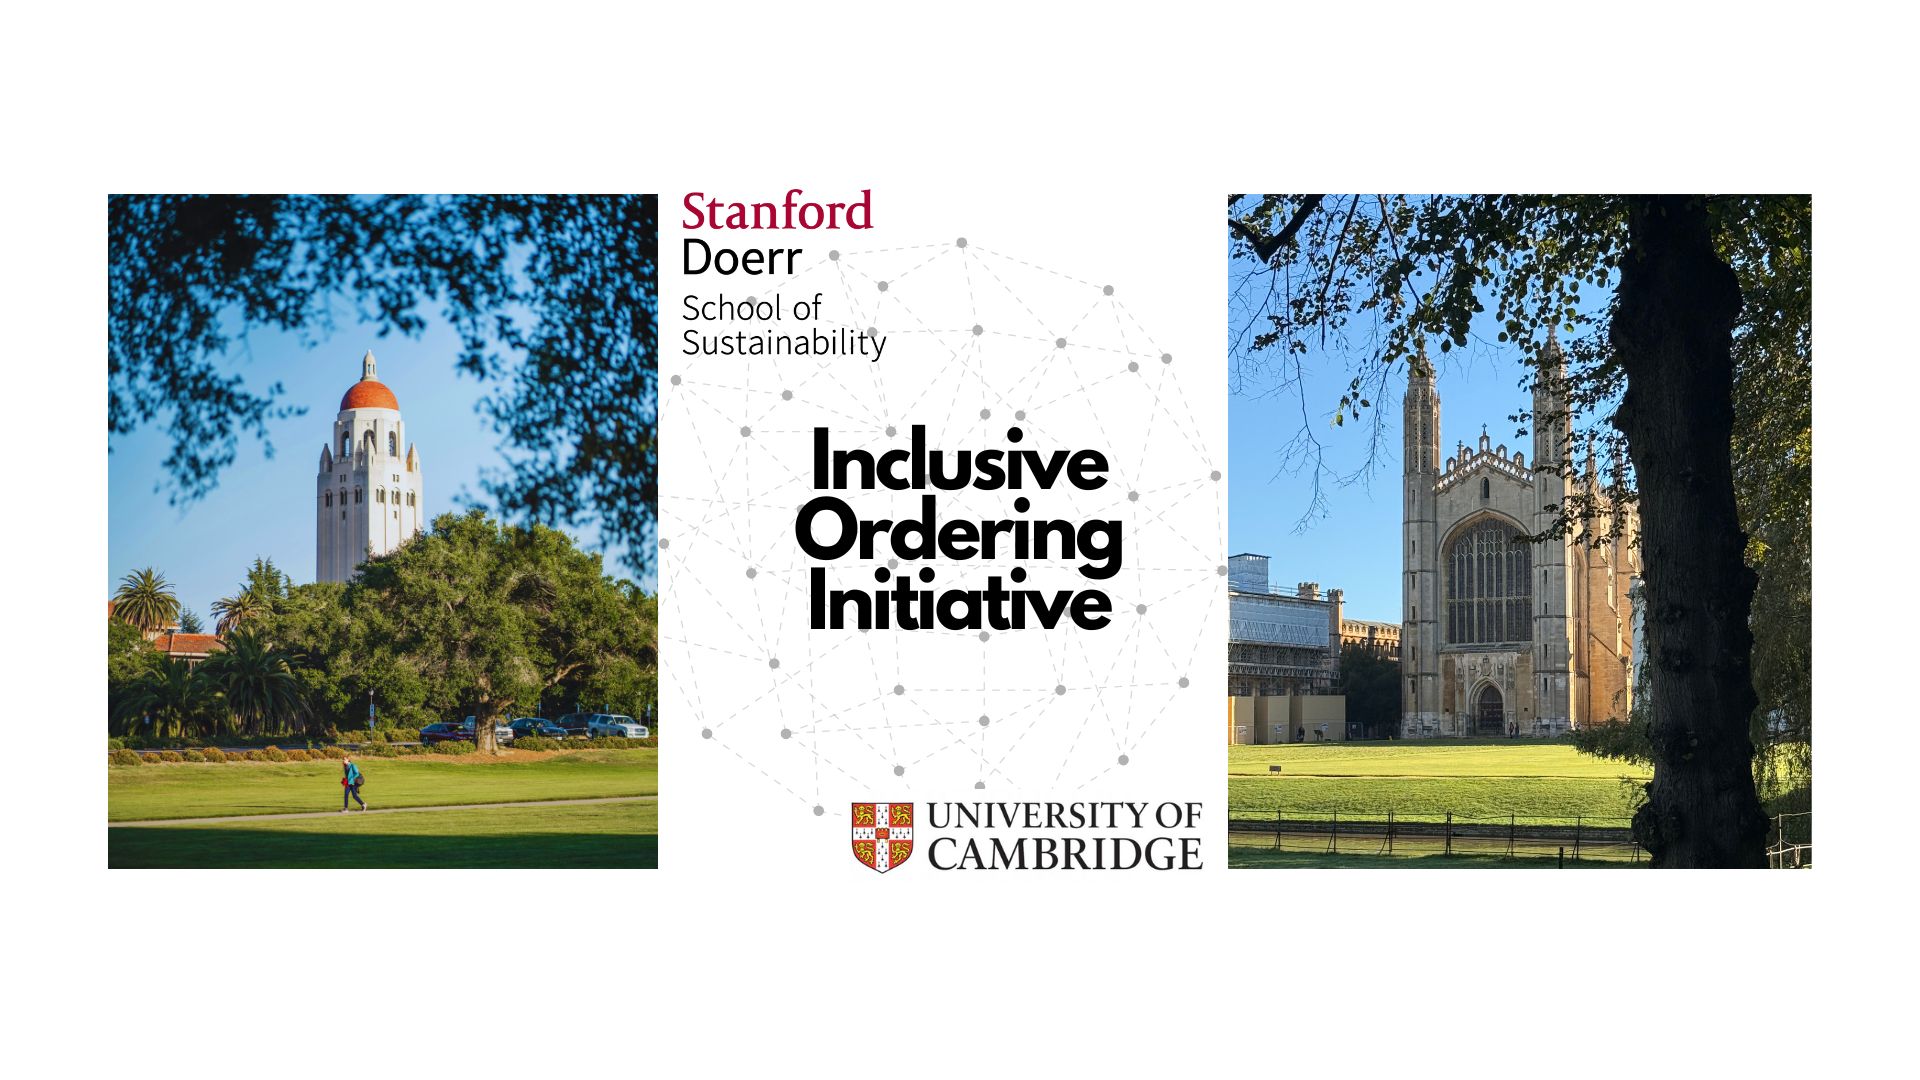 Stanford
Doerr
School of
Sustainability
Inclusive
Ordering
Initiative
UNIVERSITY OF
CAMBRIDGE